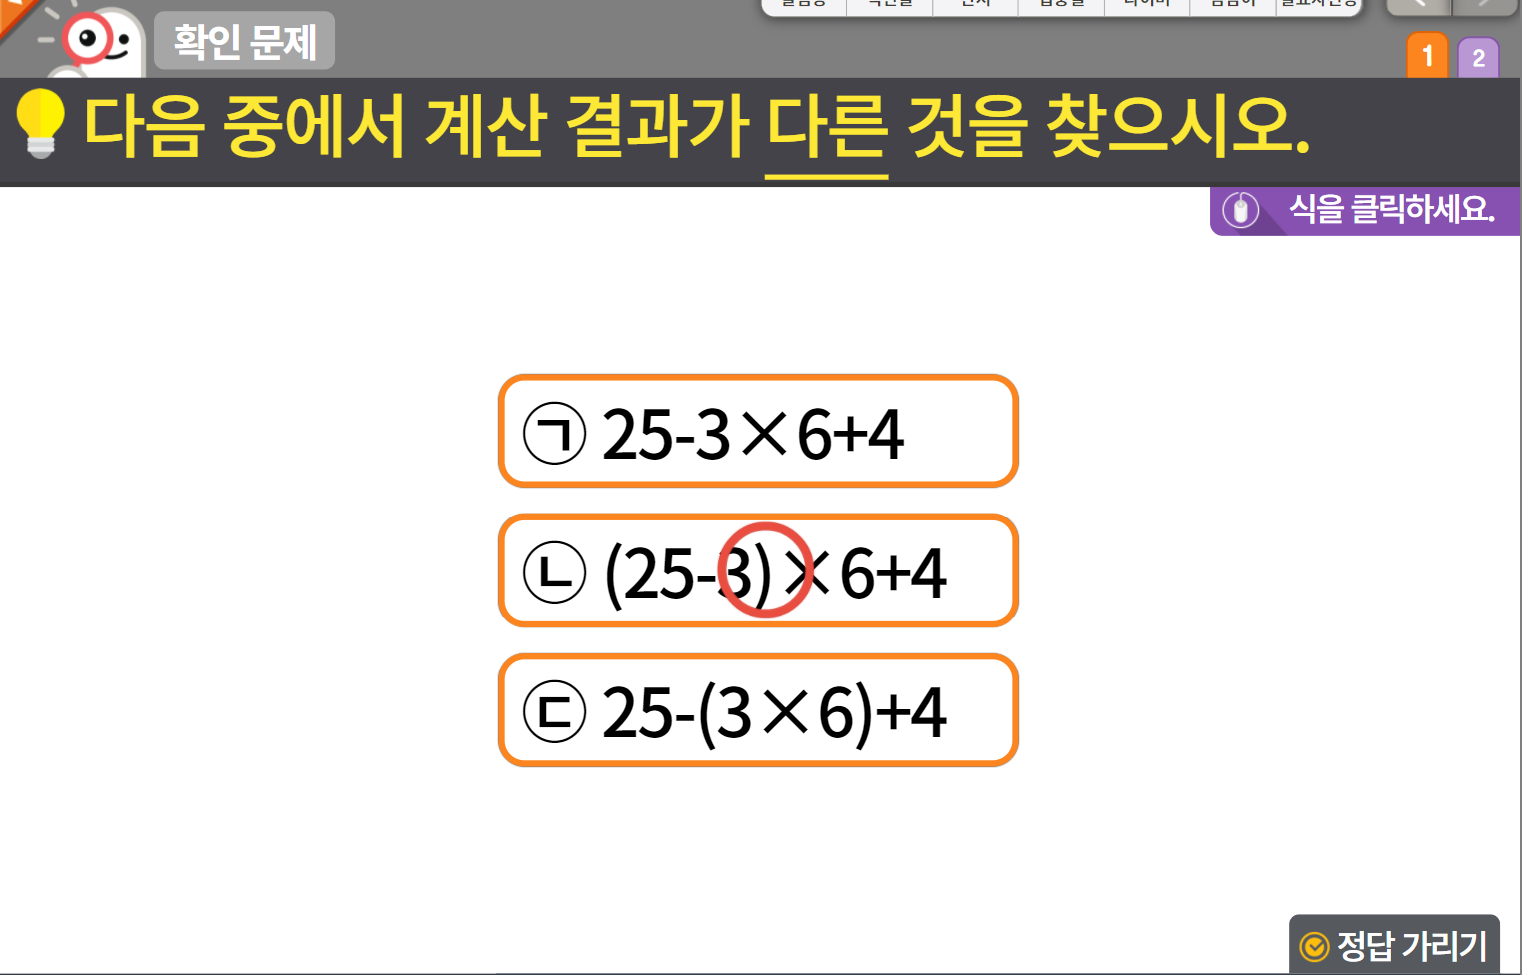 확인 문제
1
2
다음 중에서 계산 결과가 다른 것을 찾으시오.
식을 클릭하세요.
㉠ 25-3×6+4
㉡ (25-3)×6+4
㉢ 25-(3×6)+4
정답 가리기